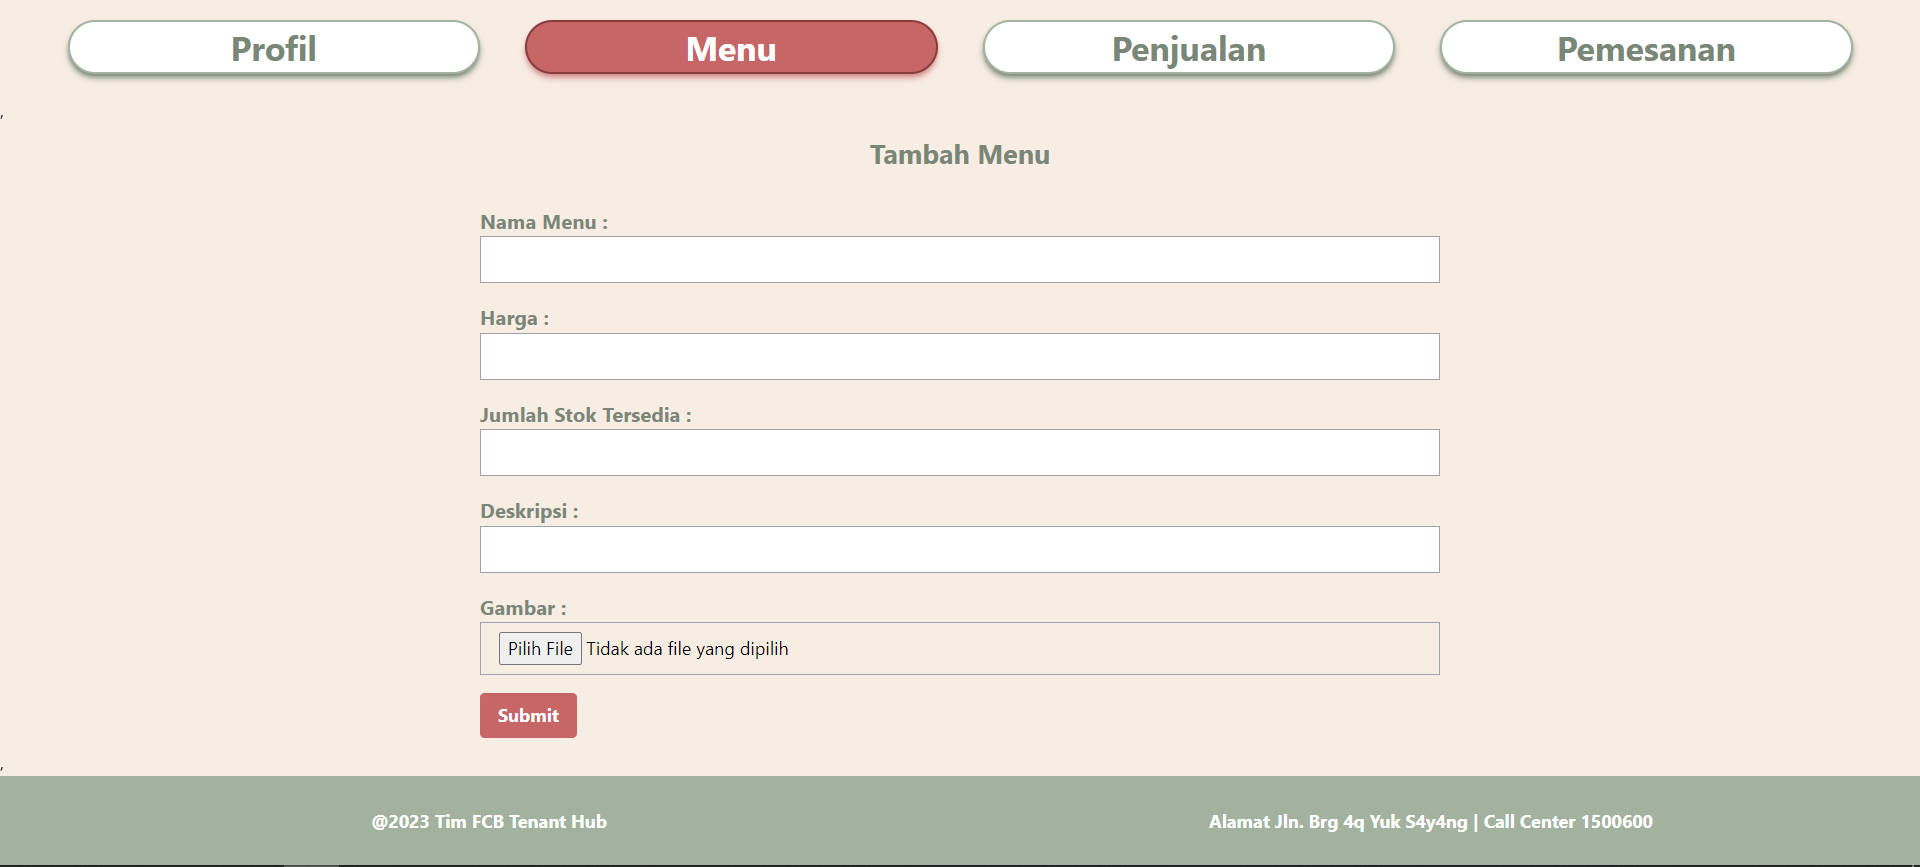 Profil Menu Penjualan Pemesanan
,
Tambah Menu
Nama Menu :
Harga :
Jumlah Stok Tersedia :
Deskripsi :
Gambar :
Pilih File Tidak ada file yang dipilih
Submit
,
@2023 Tim FCB Tenant Hub
Alamat Jln. Brg 4q Yuk S4y4ng | Call Center 1500600